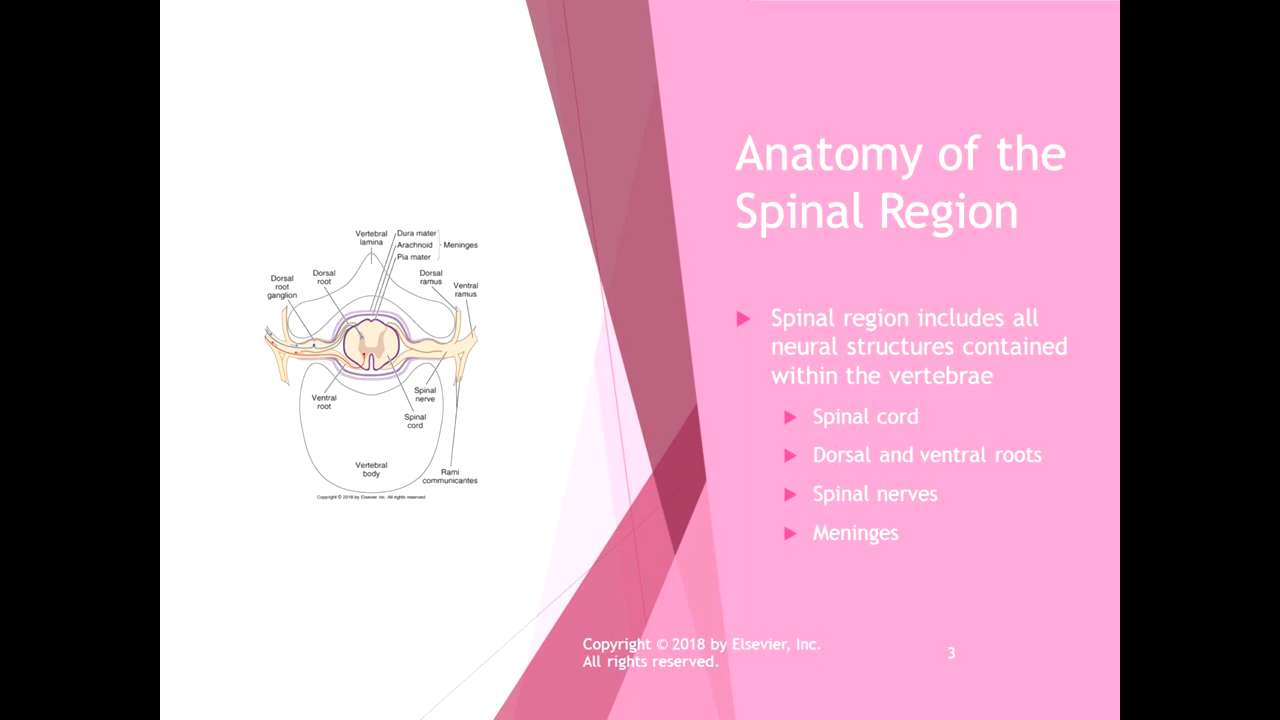 Anatomy of the
Spinal Region
Spinal region includes all
neural structures contained
within the vertebrae
Spinal cord
Dorsal and ventral roots
Spinal nerves
Meninges
Vertebral
lamina
Dura mater
Arachnoid
Pia mater
Meninges
Dorsal
root
ganglion
Dorsal
root
Dorsal
ramus
Ventral
ramus
Ventral
root
Spinal
nerve
Spinal
cord
Vertebral
body
Rami
communicantes
Copyright © 2018 by Elsevier Inc. All rights reserved.
Copyright © 2018 by Elsevier, Inc.
All rights reserved.
3